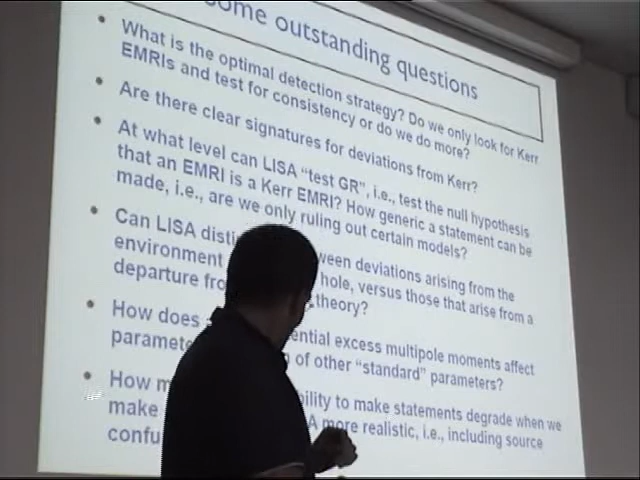 ome outstanding questions
• What is the optimal detection strategy? Do we only look for Kerr
EMRIs and test for consistency or do we do more?
• Are there clear signatures for deviations from Kerr?
• At what level can LISA “test GR”, i.e., test the null hypothesis
that an EMRI is a Kerr EMRI? How generic a statement can be
made, i.e., are we only ruling out certain models?
• Can LISA disti ween deviations arising from the
environment hole, versus those that arise from a
departure fro theory?
• How does ential excess multipole moments affect
paramete of other “standard” parameters?
• How m bility to make statements degrade when we
make A more realistic, i.e., including source
confu